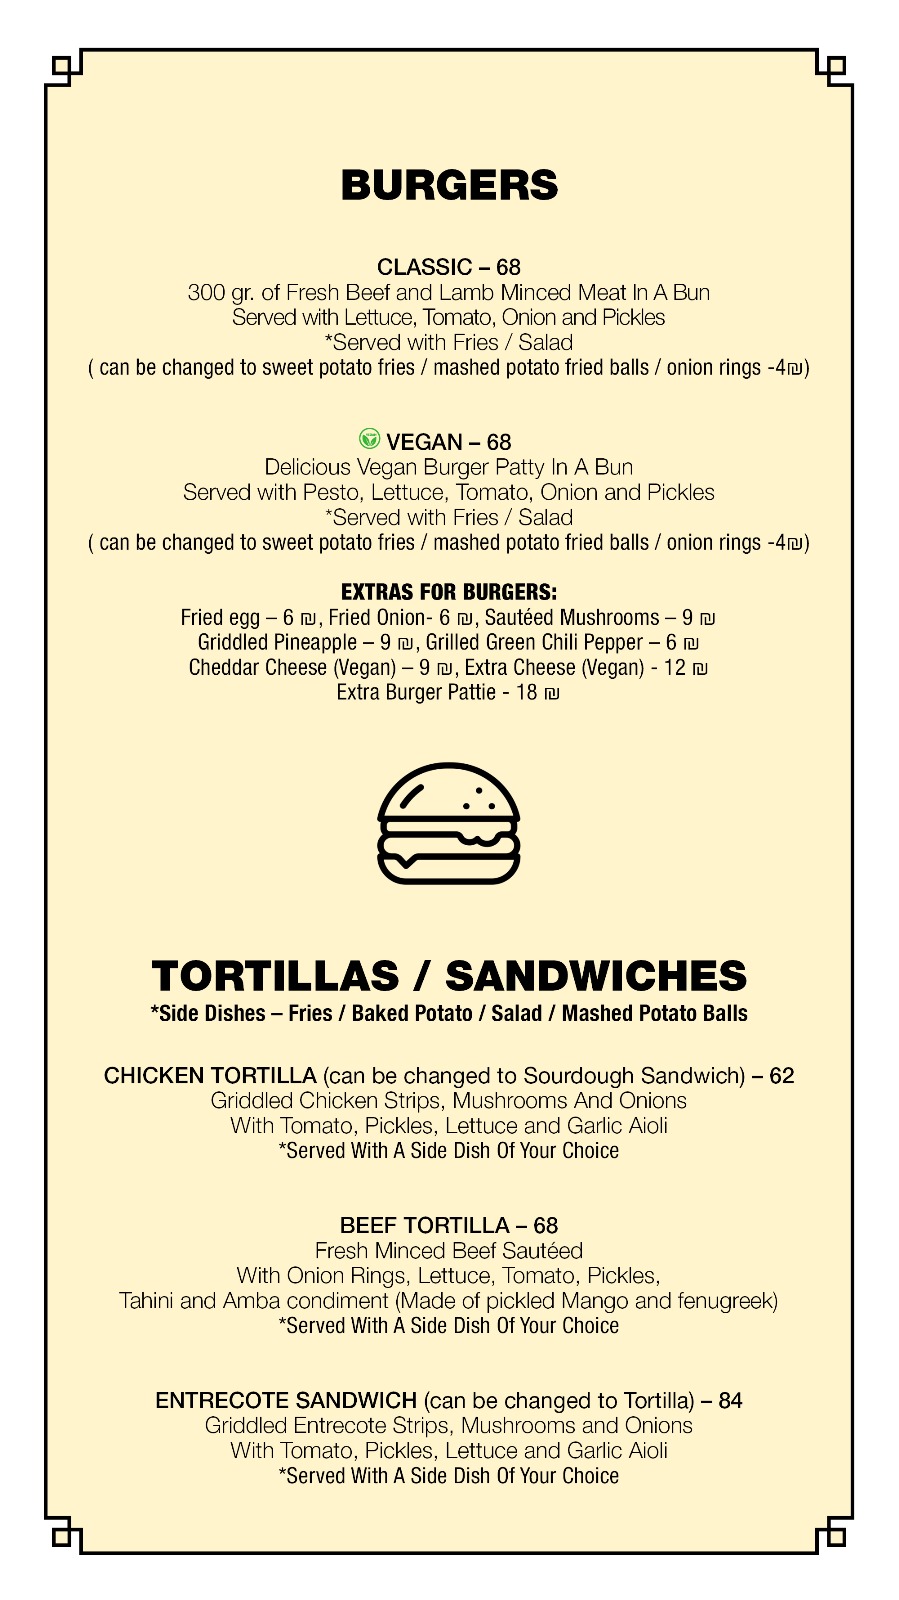 BURGERS
CLASSIC – 68
300 gr. of Fresh Beef and Lamb Minced Meat In A Bun
Served with Lettuce, Tomato, Onion and Pickles
*Served with Fries / Salad
( can be changed to sweet potato fries / mashed potato fried balls / onion rings -4₪)
VEGAN – 68
Delicious Vegan Burger Patty In A Bun
Served with Pesto, Lettuce, Tomato, Onion and Pickles
*Served with Fries / Salad
( can be changed to sweet potato fries / mashed potato fried balls / onion rings -4₪)
EXTRAS FOR BURGERS:
Fried egg – 6 ₪, Fried Onion- 6 ₪, Sautéed Mushrooms – 9 ₪
Griddled Pineapple – 9 ₪, Grilled Green Chili Pepper – 6 ₪
Cheddar Cheese (Vegan) – 9 ₪, Extra Cheese (Vegan) - 12 ₪
Extra Burger Pattie - 18 ₪
TORTILLAS / SANDWICHES
*Side Dishes – Fries / Baked Potato / Salad / Mashed Potato Balls
CHICKEN TORTILLA (can be changed to Sourdough Sandwich) – 62
Griddled Chicken Strips, Mushrooms And Onions
With Tomato, Pickles, Lettuce and Garlic Aioli
*Served With A Side Dish Of Your Choice
BEEF TORTILLA – 68
Fresh Minced Beef Sautéed
With Onion Rings, Lettuce, Tomato, Pickles,
Tahini and Amba condiment (Made of pickled Mango and fenugreek)
*Served With A Side Dish Of Your Choice
ENTRECOTE SANDWICH (can be changed to Tortilla) – 84
Griddled Entrecote Strips, Mushrooms and Onions
With Tomato, Pickles, Lettuce and Garlic Aioli
*Served With A Side Dish Of Your Choice